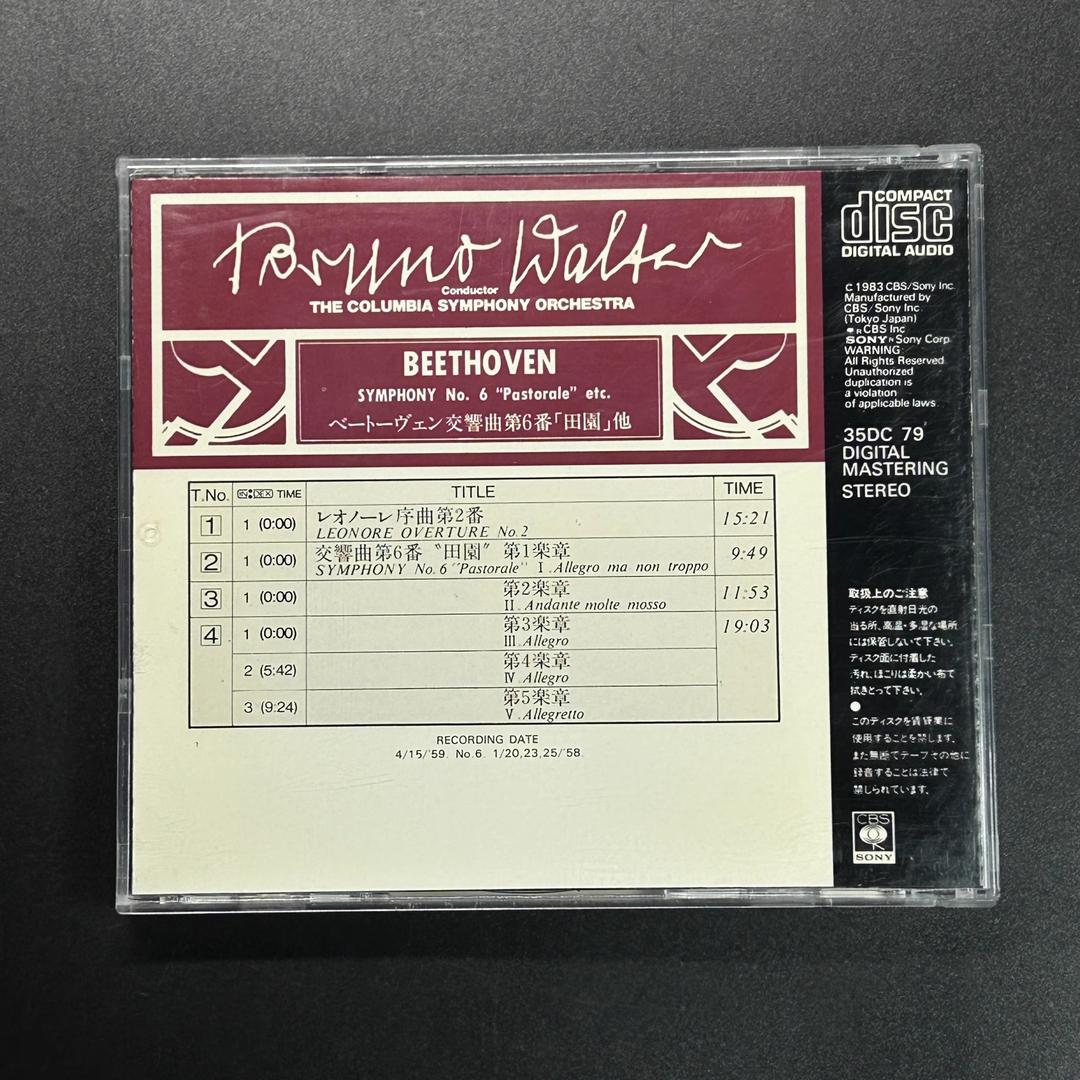 Bruno Walter
Conductor
THE COLUMBIA SYMPHONY ORCHESTRA
BEETHOVEN
SYMPHONY No. 6 "Pastorale" etc.
ベートーヴェン交響曲第6番「田園」他
T.No. INDEX TIME TITLE TIME
1 1 (0:00) レオノーレ序曲第2番 15:21
LEONORE OVERTURE No.2
2 1 (0:00) 交響曲第6番〝田園〟 第1楽章 9:49
SYMPHONY No. 6 "Pastorale" I. Allegro ma non troppo
3 1 (0:00) 第2楽章 11:53
II. Andante molte mosso
4 1 (0:00) 第3楽章 19:03
III. Allegro
2 (5:42) 第4楽章
IV. Allegro
3 (9:24) 第5楽章
V. Allegretto
RECORDING DATE
4/15/'59. No.6. 1/20,23,25/'58.
COMPACT
disc
DIGITAL AUDIO
C 1983 CBS/Sony Inc.
Manufactured by
CBS/Sony Inc.
(Tokyo Japan)
R CBS Inc
SONY R Sony Corp.
WARNING:
All Rights Reserved.
Unauthorized
duplication is
a violation
of applicable laws.
35DC 79
DIGITAL
MASTERING
STEREO
取扱上のご注意
ディスクを直射日光の
当る所、高温・多湿な場所
には保管しないで下さい。
ディスク面に付着した
汚れ、ほこりは柔かい布で
拭きとって下さい。
●
このディスクを賃貸業に
使用することを禁します。
また無断でテープその他に
録音することは法律で
禁じられています。
CBS
SONY